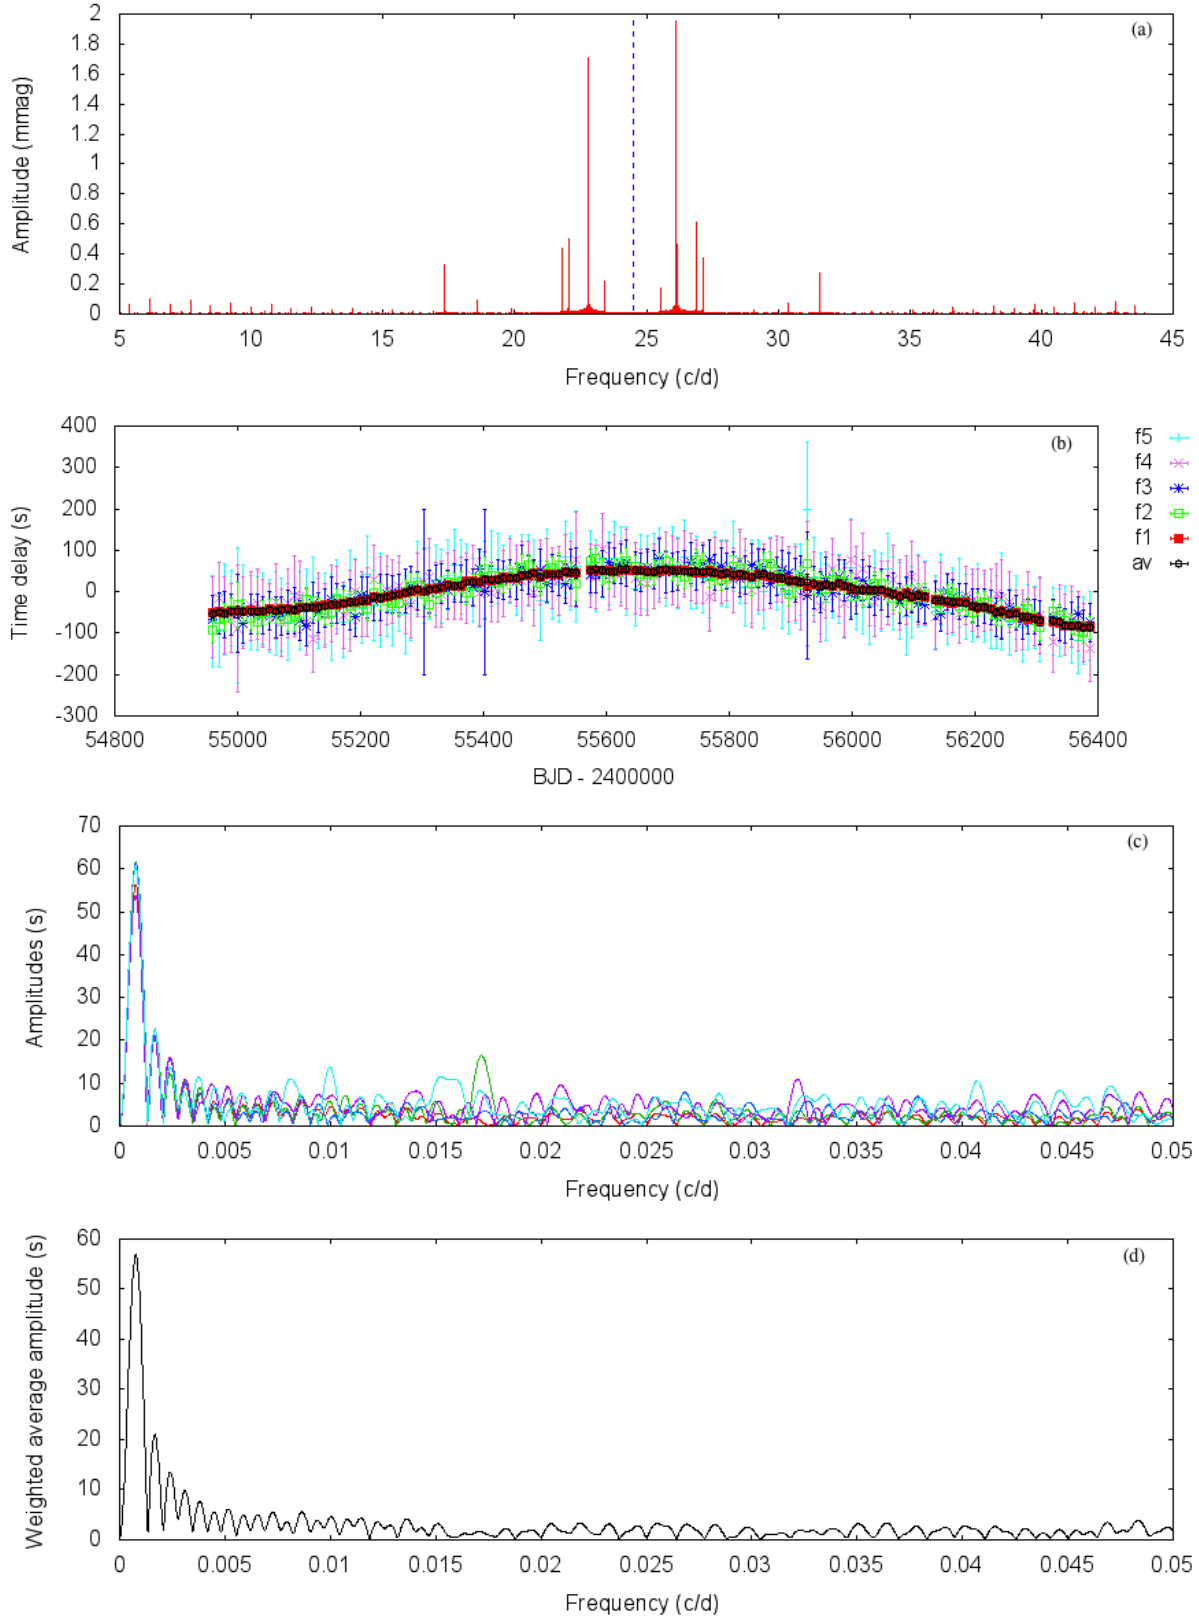 (a)
2
1.8
1.6
1.4
1.2
1
0.8
0.6
0.4
0.2
0
Amplitude (mmag)
5 10 15 20 25 30 35 40 45
Frequency (c/d)
(b)
400
300
200
100
0
-100
-200
-300
Time delay (s)
54800 55000 55200 55400 55600 55800 56000 56200 56400
BJD - 2400000
f5
f4
f3
f2
f1
av
(c)
70
60
50
40
30
20
10
0
Amplitudes (s)
0 0.005 0.01 0.015 0.02 0.025 0.03 0.035 0.04 0.045 0.05
Frequency (c/d)
(d)
60
50
40
30
20
10
0
Weighted average amplitude (s)
0 0.005 0.01 0.015 0.02 0.025 0.03 0.035 0.04 0.045 0.05
Frequency (c/d)